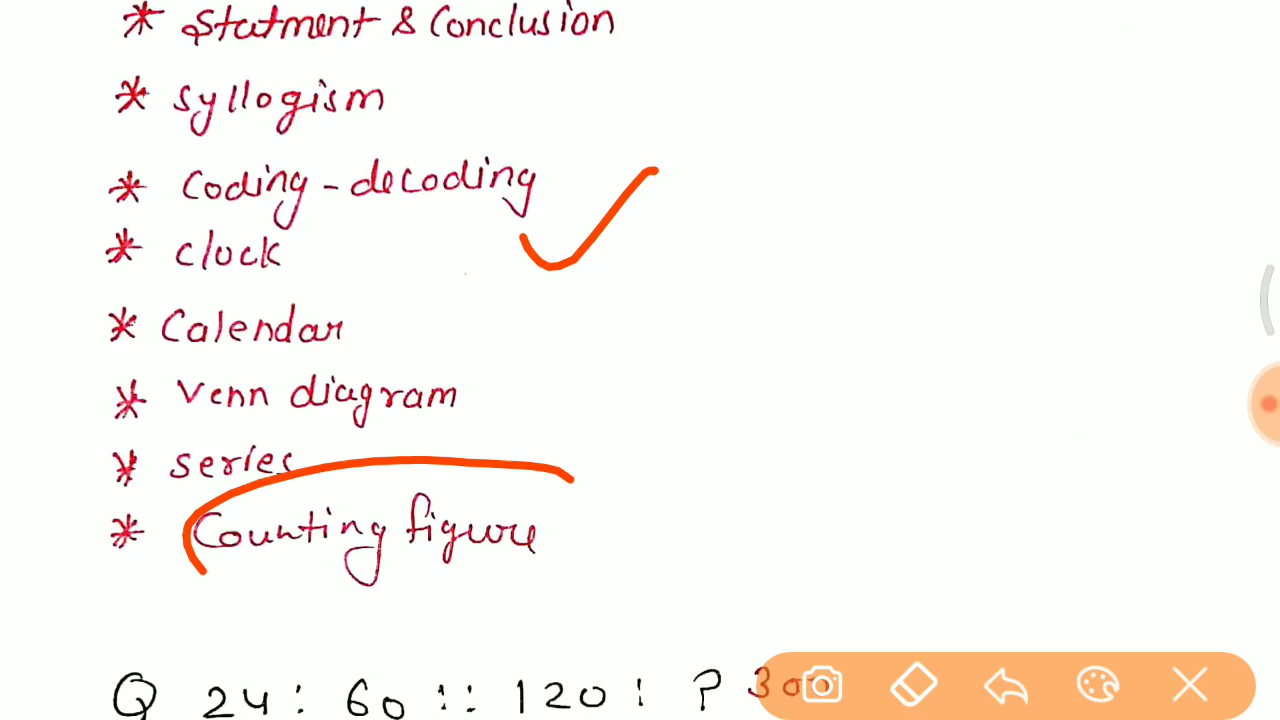 * Statment & Conclusion
* Syllogism
* Coding-decoding
* Clock
* Calendar
* Venn diagram
* series
* Counting figure
Q 24 : 60 :: 120 : ?